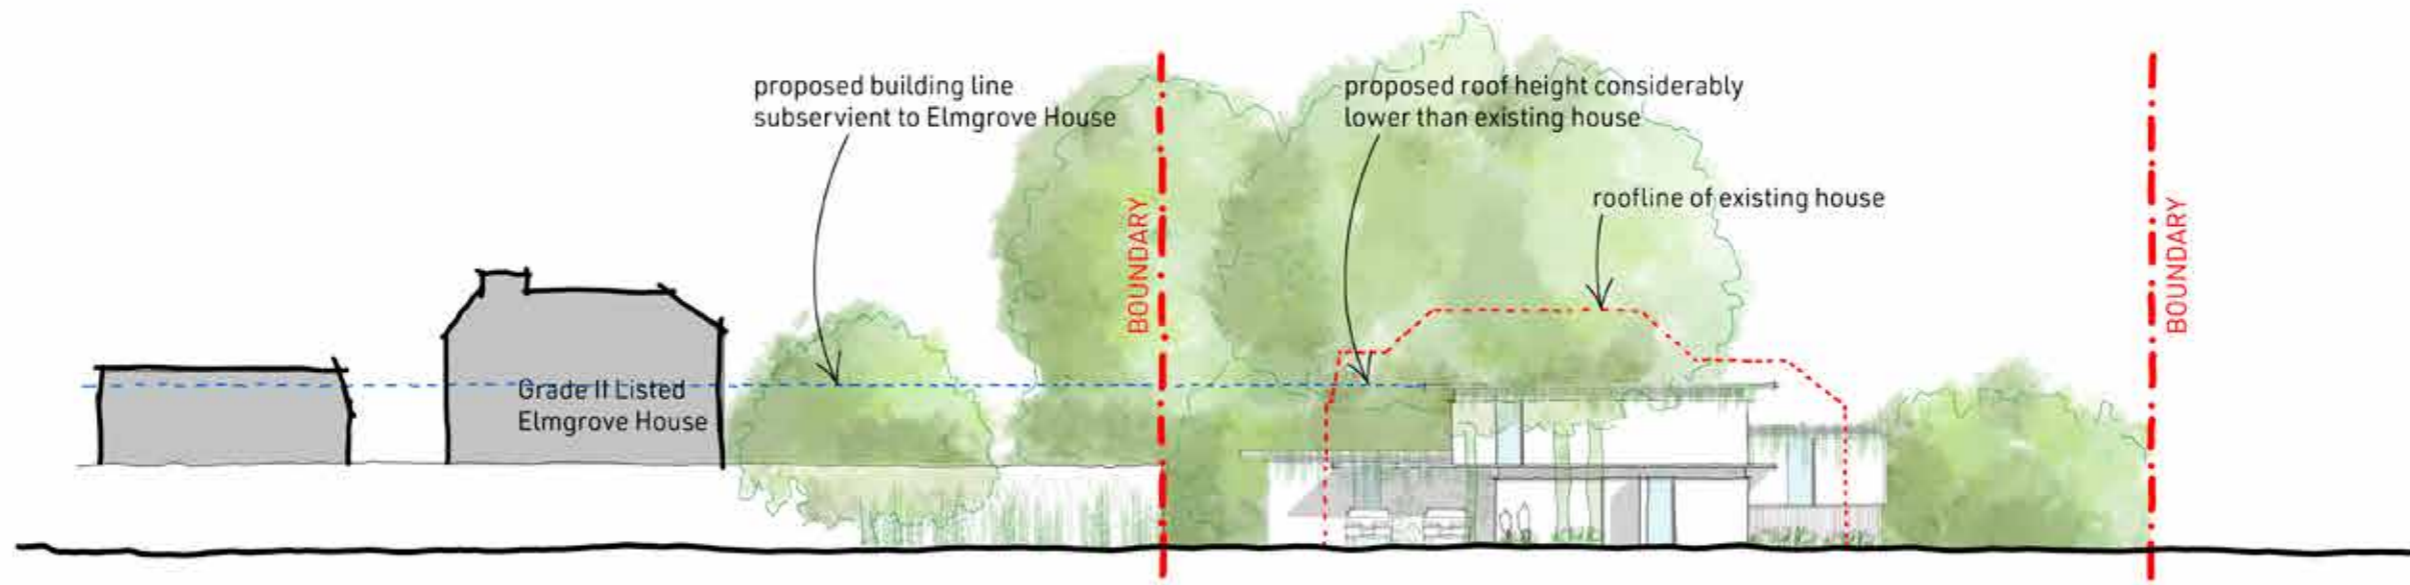 proposed building line
subservient to Elmgrove House
proposed roof height considerably
lower than existing house
roofline of existing house
BOUNDARY
BOUNDARY
Grade II Listed
Elmgrove House